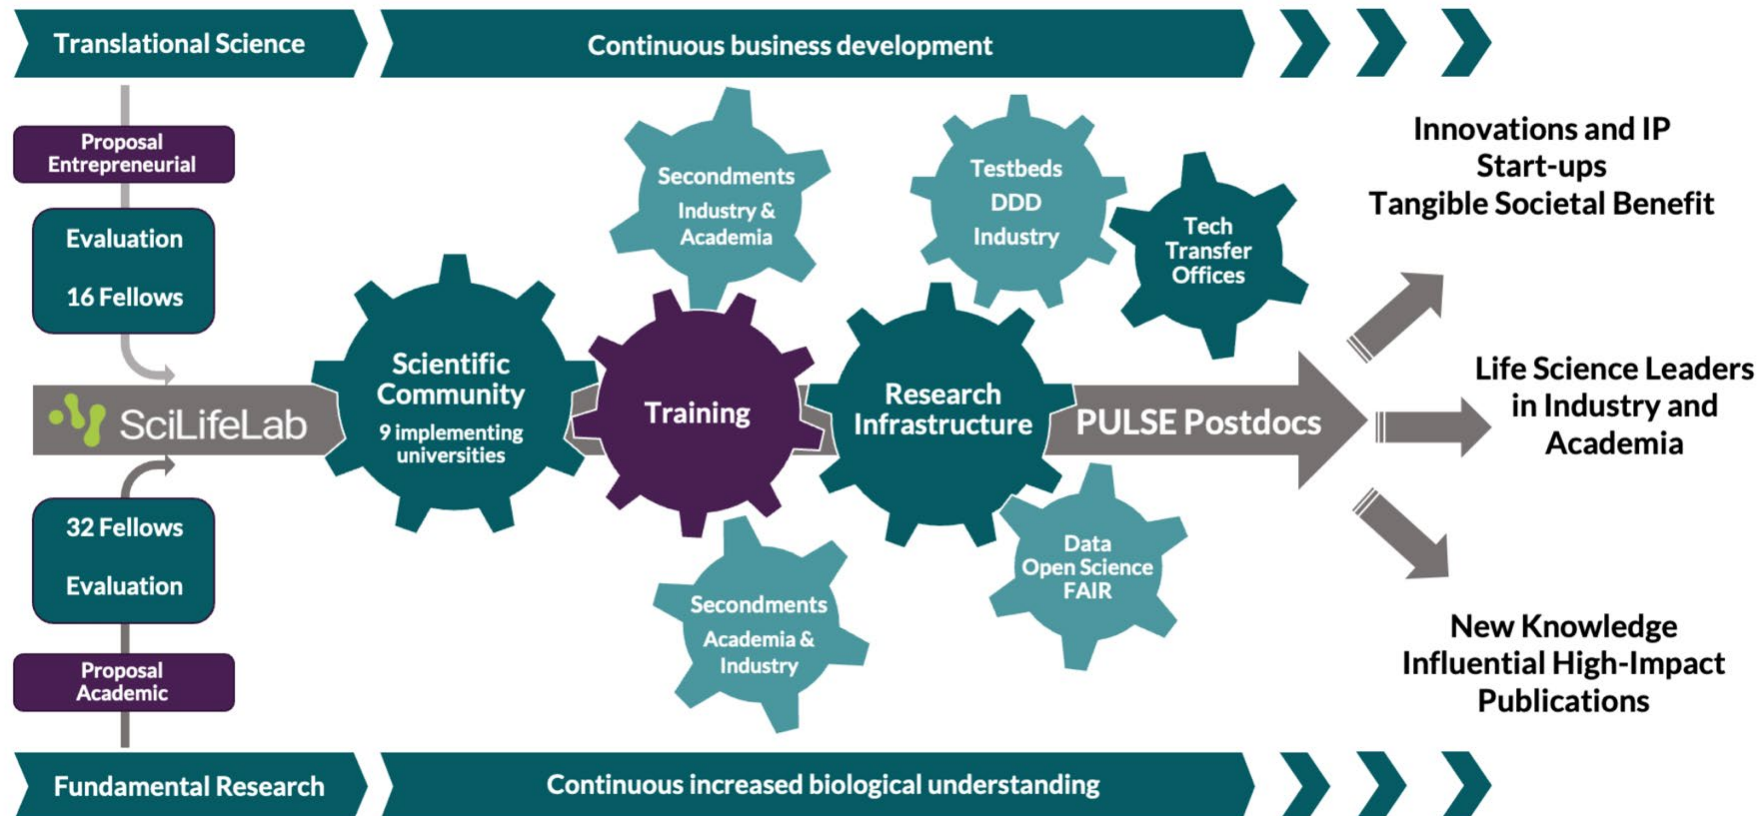 Translational Science
Continuous business development
Proposal
Entrepreneurial
Evaluation
16 Fellows
Secondments
Industry &
Academia
Testbeds
DDD
Industry
Tech
Transfer
Offices
Innovations and IP
Start-ups
Tangible Societal Benefit
SciLifeLab
Scientific
Community
9 implementing
universities
Training
Research
Infrastructure
PULSE Postdocs
Life Science Leaders
in Industry and
Academia
32 Fellows
Evaluation
Proposal
Academic
Secondments
Academia &
Industry
Data
Open Science
FAIR
New Knowledge
Influential High-Impact
Publications
Fundamental Research
Continuous increased biological understanding